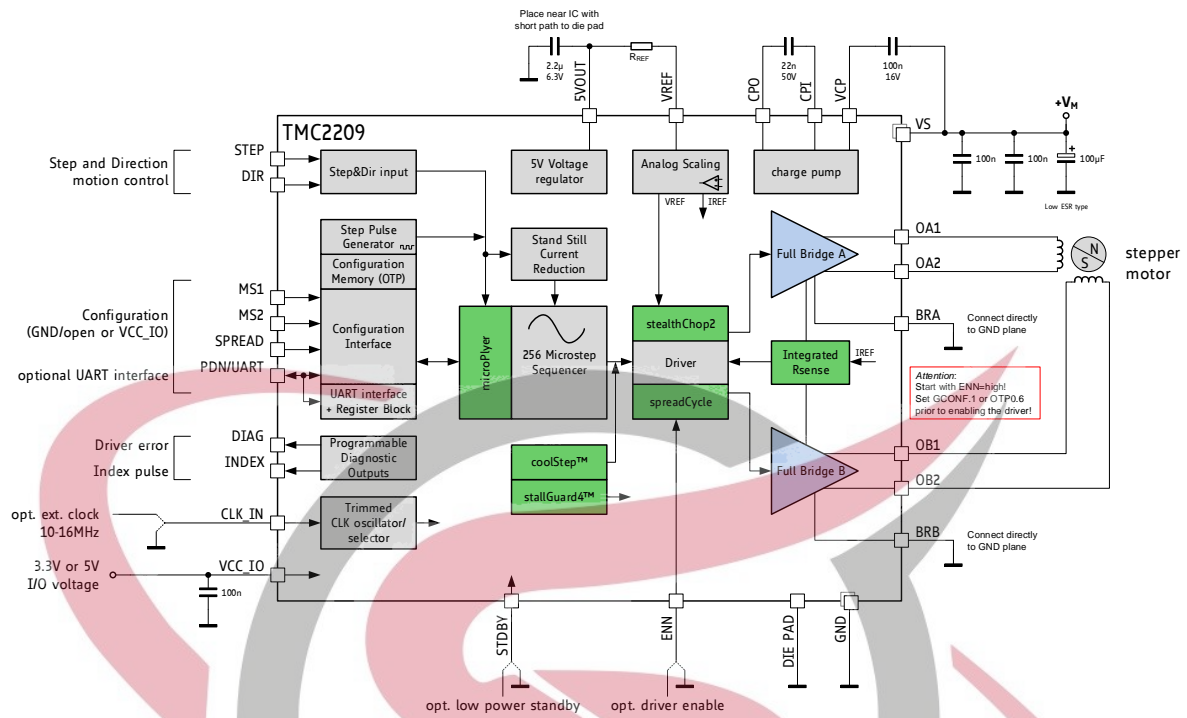 Place near IC with
short path to die pad
2.2µ
6.3V
RREF
22n
50V
100n
16V
5VOUT
VREF
CPO
CPI
VCP
+VM
VS
TMC2209
100n
100n
+
100µF
Low ESR type
Step and Direction
motion control
STEP
DIR
Step&Dir input
5V Voltage
regulator
Analog Scaling
VREF
IREF
charge pump
Step Pulse
Generator
Configuration
Memory (OTP)
Stand Still
Current
Reduction
Full Bridge A
OA1
OA2
N
S
stepper
motor
Configuration
(GND/open or VCC_IO)
MS1
MS2
SPREAD
PDN/UART
optional UART interface
Configuration
Interface
UART interface
+ Register Block
microPlyer
256 Microstep
Sequencer
stealthChop2
Driver
spreadCycle
Integrated
Rsense
IREF
BRA
Connect directly
to GND plane
Attention:
Start with ENN=high!
Set GCONF.1 or OTP0.6
prior to enabling the driver!
Driver error
Index pulse
DIAG
INDEX
Programmable
Diagnostic
Outputs
coolStep™
stallGuard4™
Full Bridge B
OB1
OB2
opt. ext. clock
10-16MHz
CLK_IN
Trimmed
CLK oscillator/
selector
BRB
Connect directly
to GND plane
3.3V or 5V
I/O voltage
VCC_IO
100n
STDBY
ENN
DIE PAD
GND
opt. low power standby
opt. driver enable